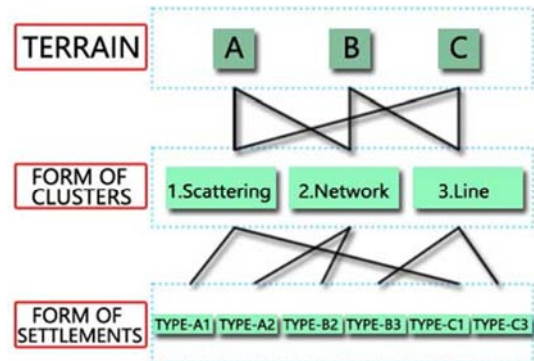 TERRAIN
A
B
C
FORM OF
CLUSTERS
1.Scattering
2.Network
3.Line
FORM OF
SETTLEMENTS
TYPE-A1
TYPE-A2
TYPE-B2
TYPE-B3
TYPE-C1
TYPE-C3